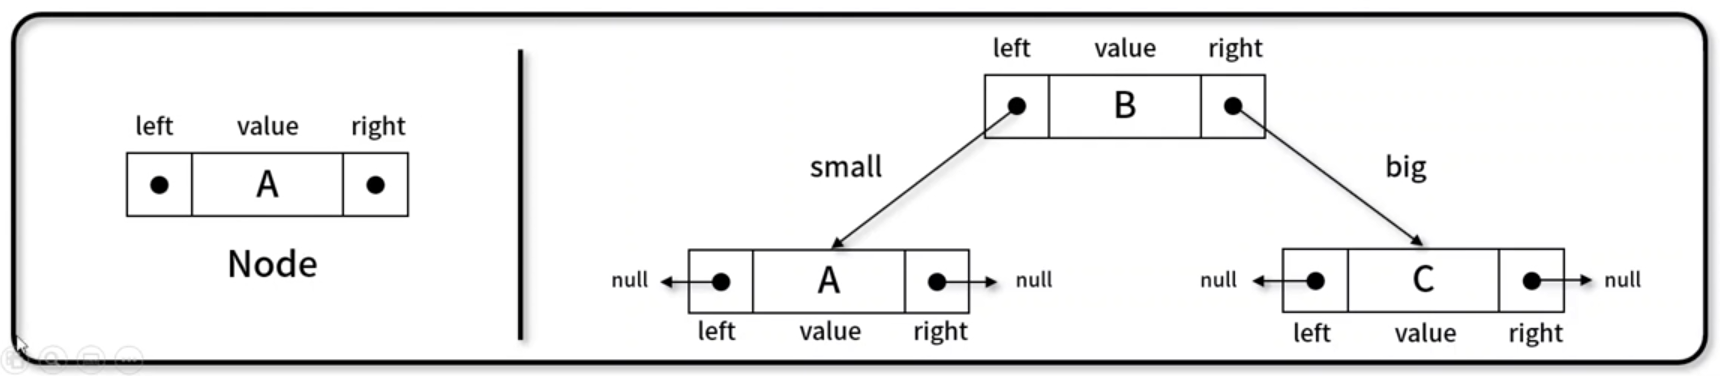 left value right
A
Node
left value right
B
small
big
null
A
null
left value right
null
C
null
left value right